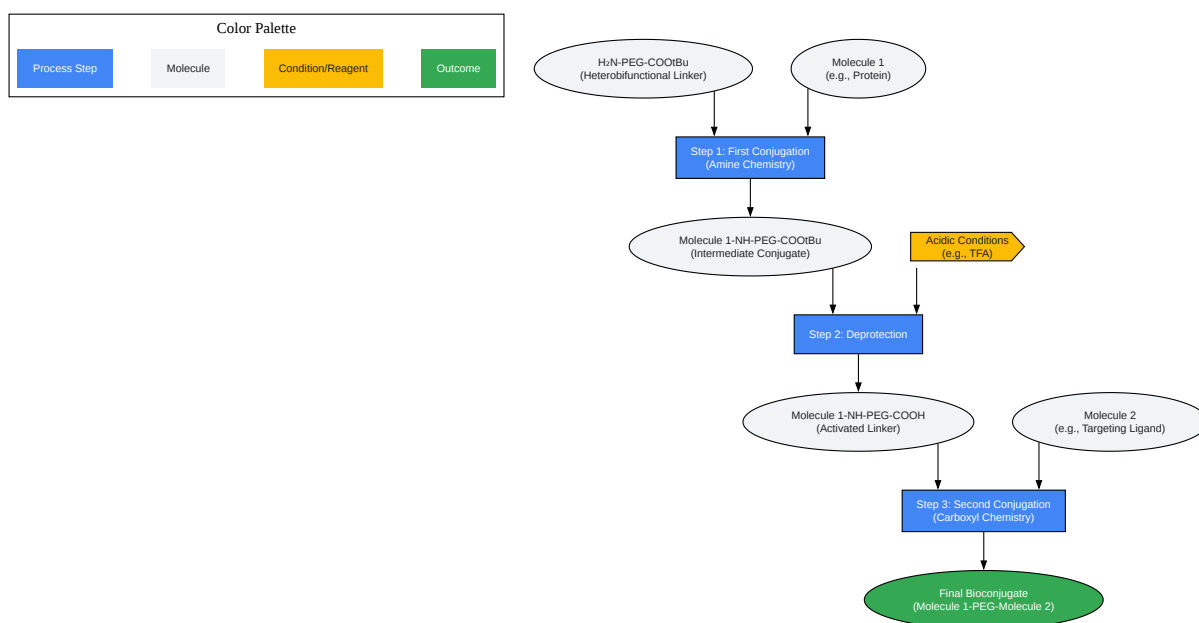 Color Palette
Process Step
Molecule
Condition/Reagent
Outcome
H₂N-PEG-COOtBu
(Heterobifunctional Linker)
Molecule 1
(e.g., Protein)
Step 1: First Conjugation
(Amine Chemistry)
Molecule 1-NH-PEG-COOtBu
(Intermediate Conjugate)
Acidic Conditions
(e.g., TFA)
Step 2: Deprotection
Molecule 1-NH-PEG-COOH
(Activated Linker)
Molecule 2
(e.g., Targeting Ligand)
Step 3: Second Conjugation
(Carboxyl Chemistry)
Final Bioconjugate
(Molecule 1-PEG-Molecule 2)